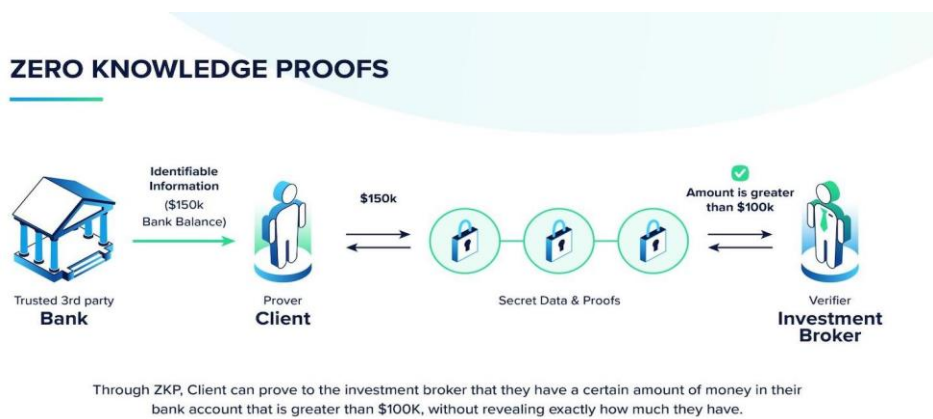 ZERO KNOWLEDGE PROOFS
Identifiable
Information
($150k
Bank Balance)
$150k
Amount is greater
than $100k
Trusted 3rd party
Bank
Prover
Client
Secret Data & Proofs
Verifier
Investment
Broker
Through ZKP, Client can prove to the investment broker that they have a certain amount of money in their
bank account that is greater than $100K, without revealing exactly how much they have.